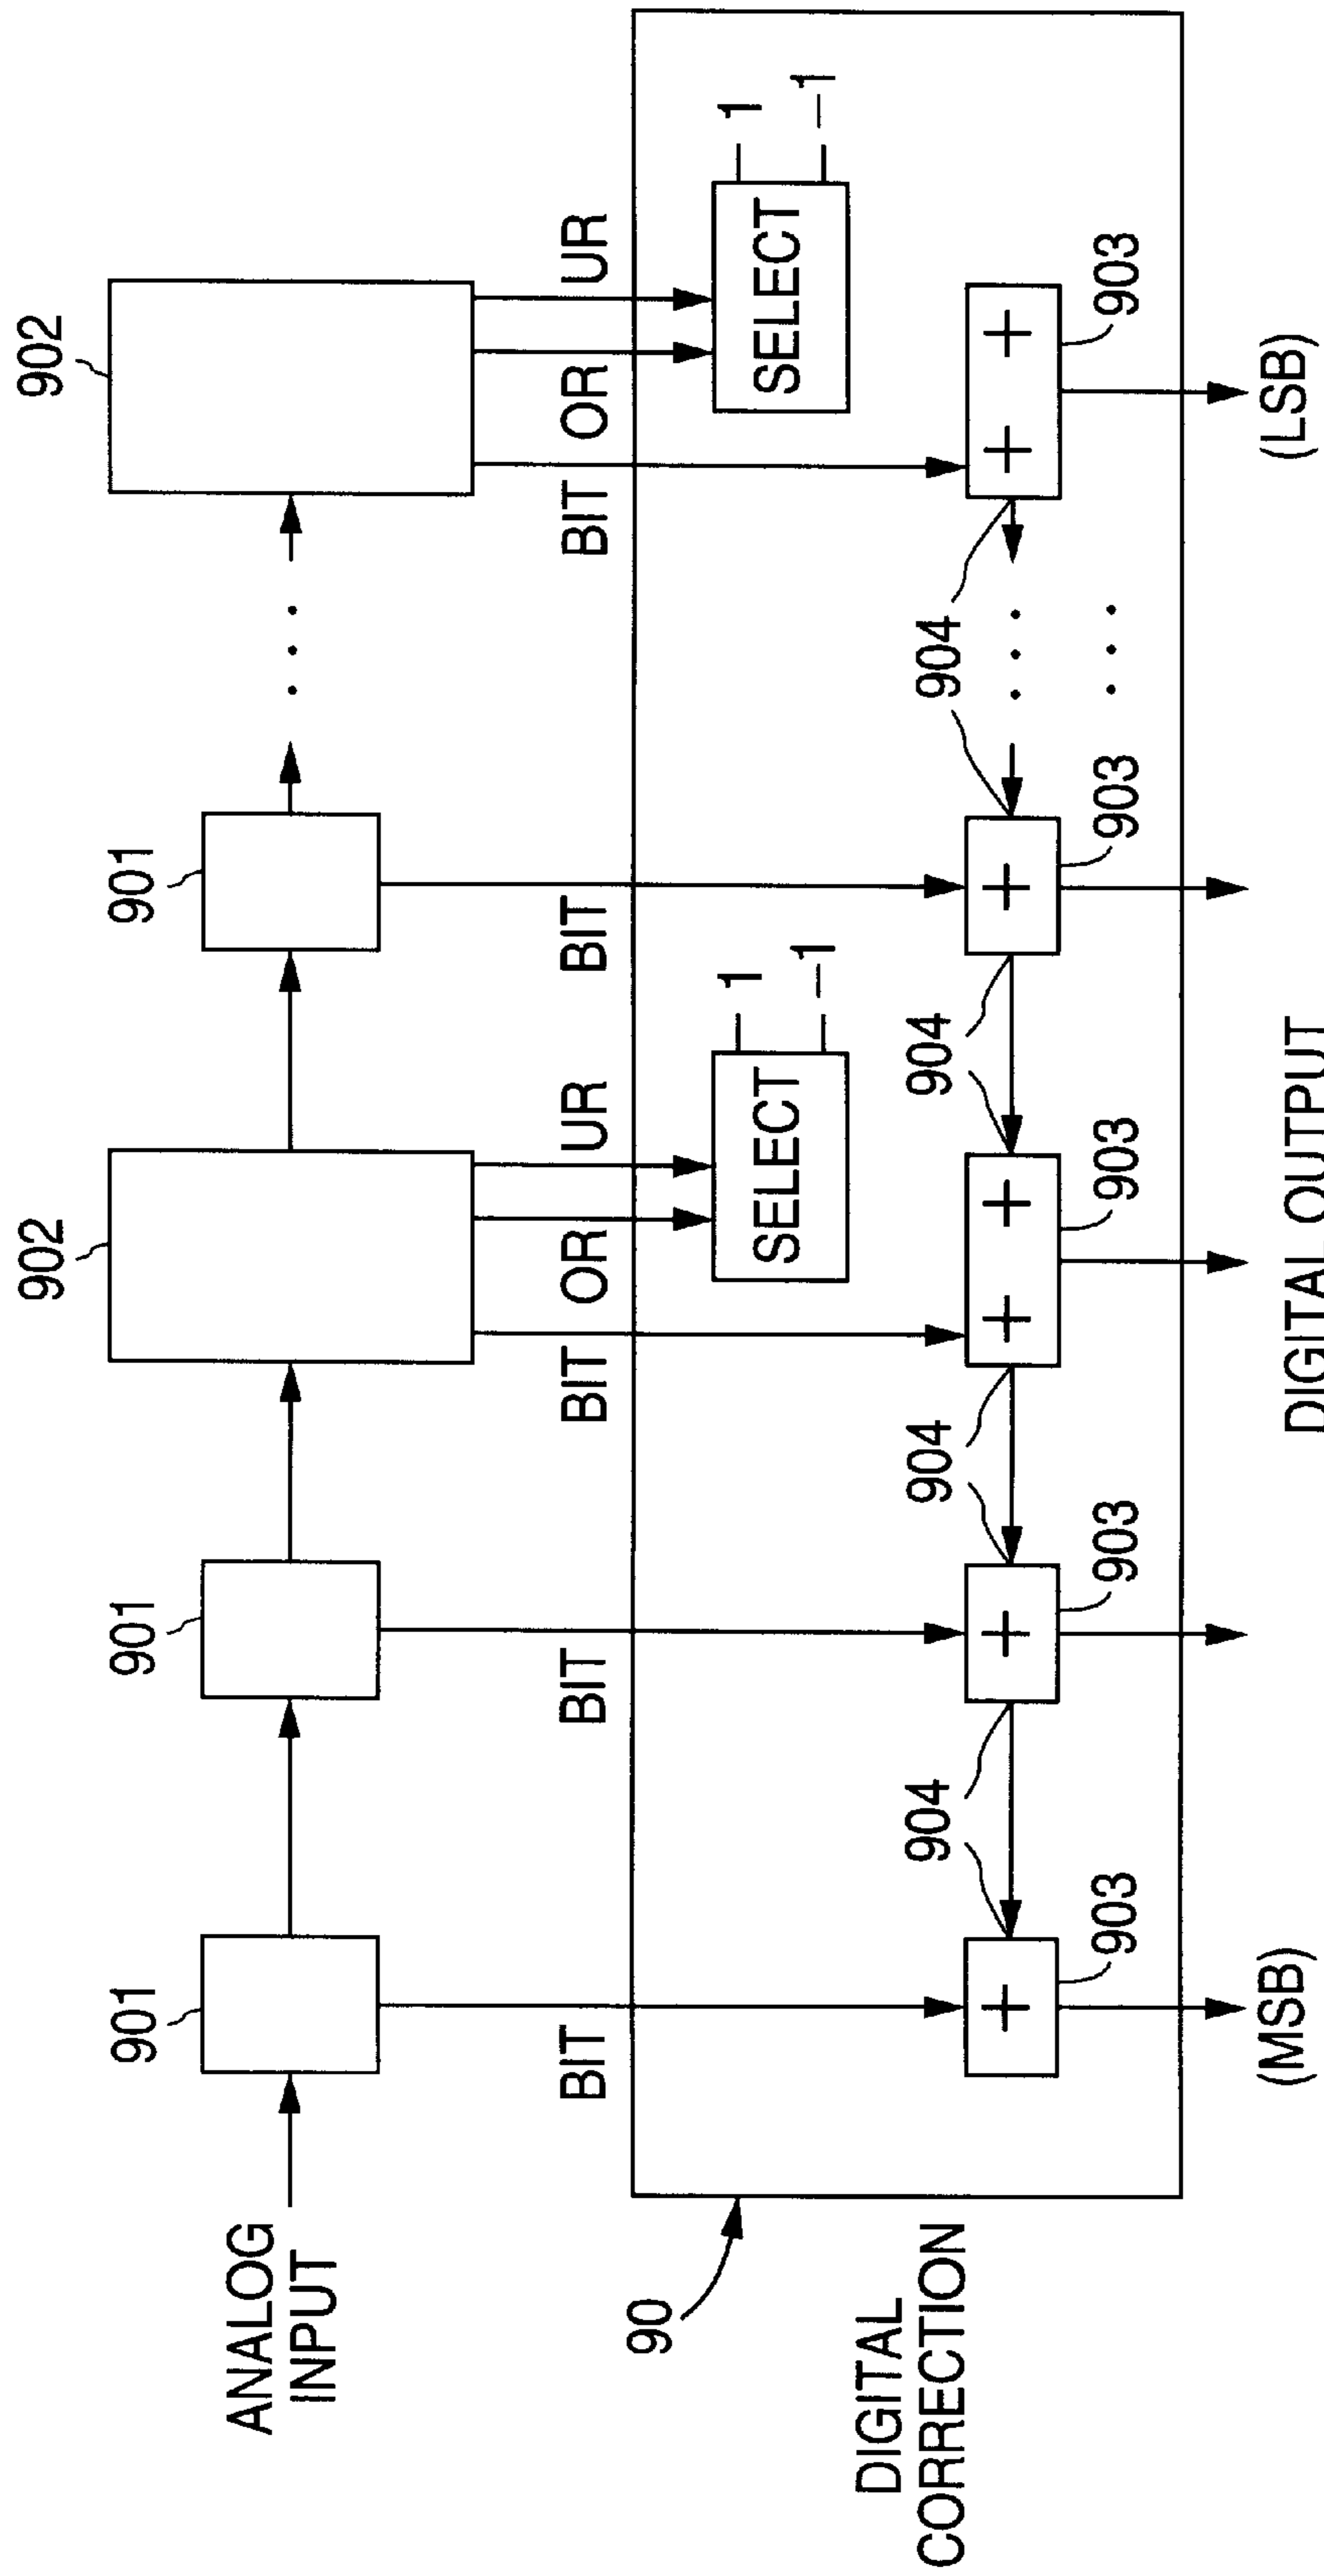 901
901
902
901
902
ANALOG
INPUT
BIT
BIT
BIT
OR
UR
BIT
BIT
OR
UR
90
SELECT
1
–1
SELECT
1
–1
DIGITAL
CORRECTION
904
904
904
904
+
+
+ +
+
+ +
903
903
903
903
903
(MSB)
DIGITAL OUTPUT
(LSB)